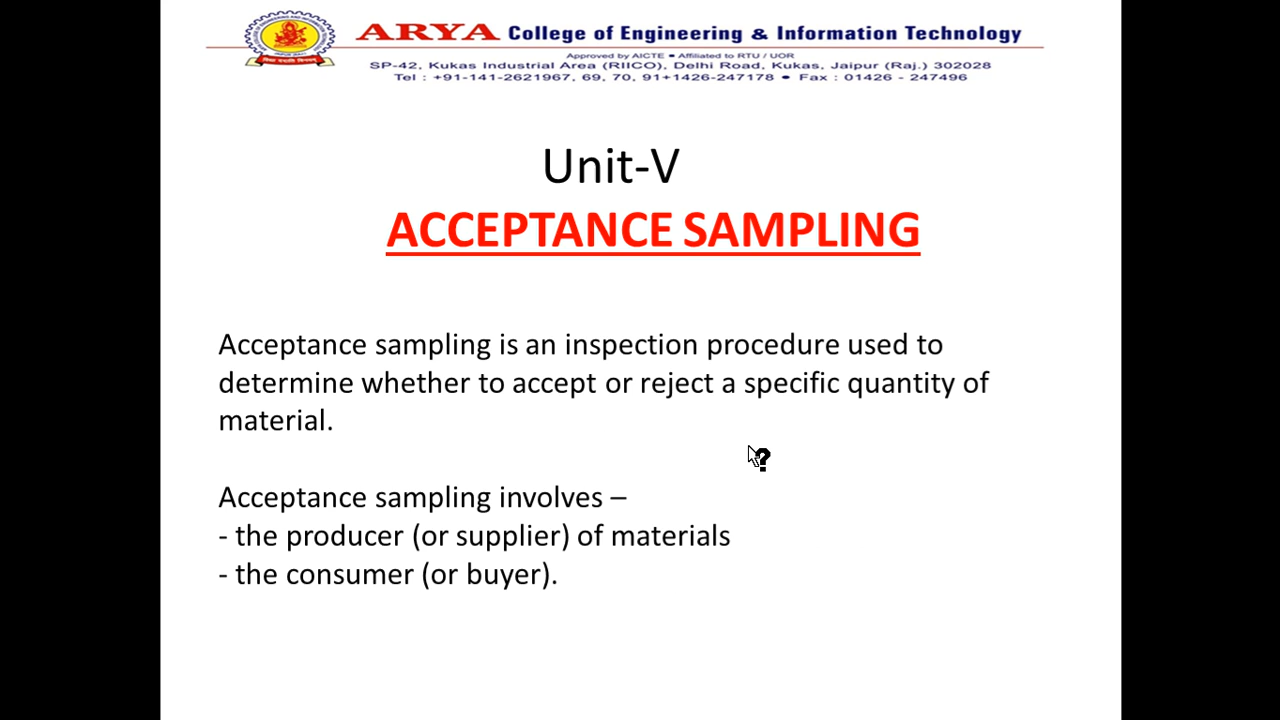 ARYA College of Engineering & Information Technology
Approved by AICTE • Affiliated to RTU / UOR
SP-42, Kukas Industrial Area (RIICO), Delhi Road, Kukas, Jaipur (Raj.) 302028
Tel : +91-141-2621967, 69, 70, 91+1426-247178 • Fax : 01426 - 247496
Unit-V
ACCEPTANCE SAMPLING
Acceptance sampling is an inspection procedure used to
determine whether to accept or reject a specific quantity of
material.
Acceptance sampling involves –
- the producer (or supplier) of materials
- the consumer (or buyer).